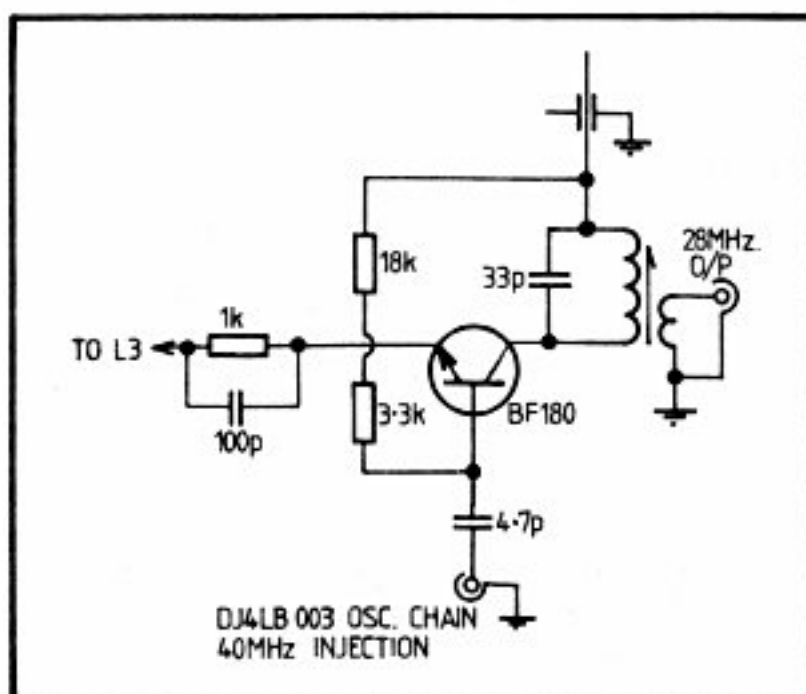 28MHz.
O/P
18k
33p
1k
TO L3
3·3k
BF180
100p
4·7p
DJ4LB 003 OSC. CHAIN
40MHz INJECTION